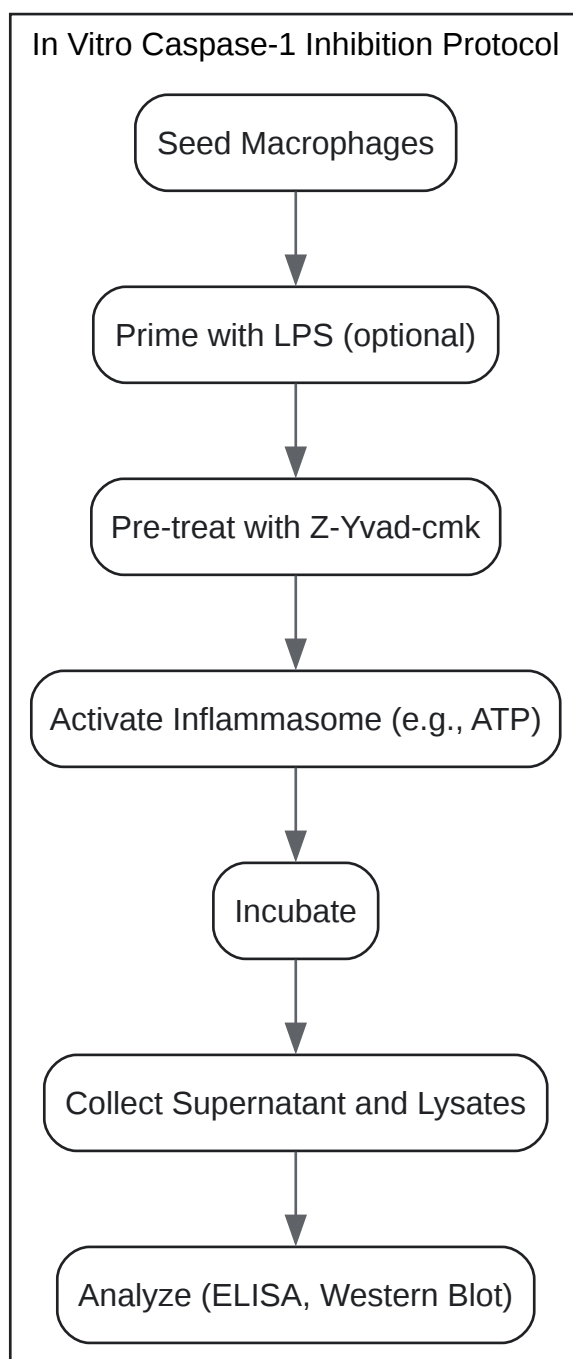 In Vitro Caspase-1 Inhibition Protocol
Seed Macrophages
Prime with LPS (optional)
Pre-treat with Z-Yvad-cmk
Activate Inflammasome (e.g., ATP)
Incubate
Collect Supernatant and Lysates
Analyze (ELISA, Western Blot)